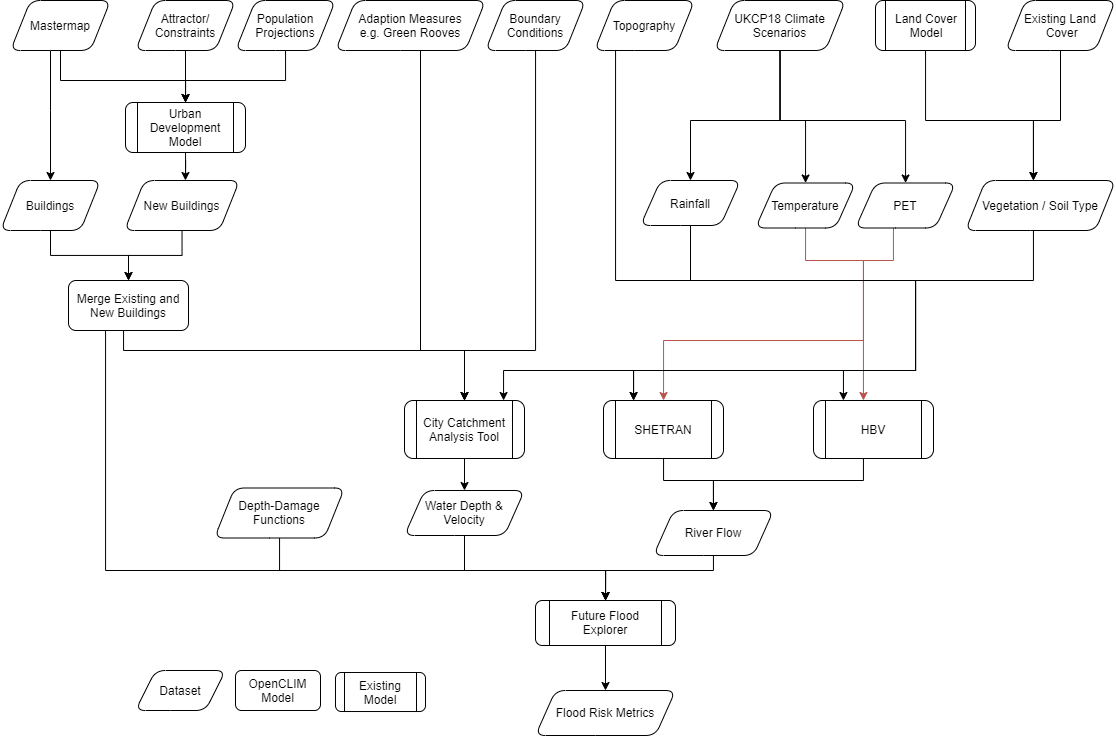 Mastermap
Attractor/
Constraints
Population
Projections
Adaption Measures
e.g. Green Rooves
Boundary
Conditions
Topography
UKCP18 Climate
Scenarios
Land Cover
Model
Existing Land
Cover
Urban
Development
Model
Buildings
New Buildings
Rainfall
Temperature
PET
Vegetation / Soil Type
Merge Existing and
New Buildings
City Catchment
Analysis Tool
SHETRAN
HBV
Depth-Damage
Functions
Water Depth &
Velocity
River Flow
Future Flood
Explorer
Dataset
OpenCLIM
Model
Existing
Model
Flood Risk Metrics